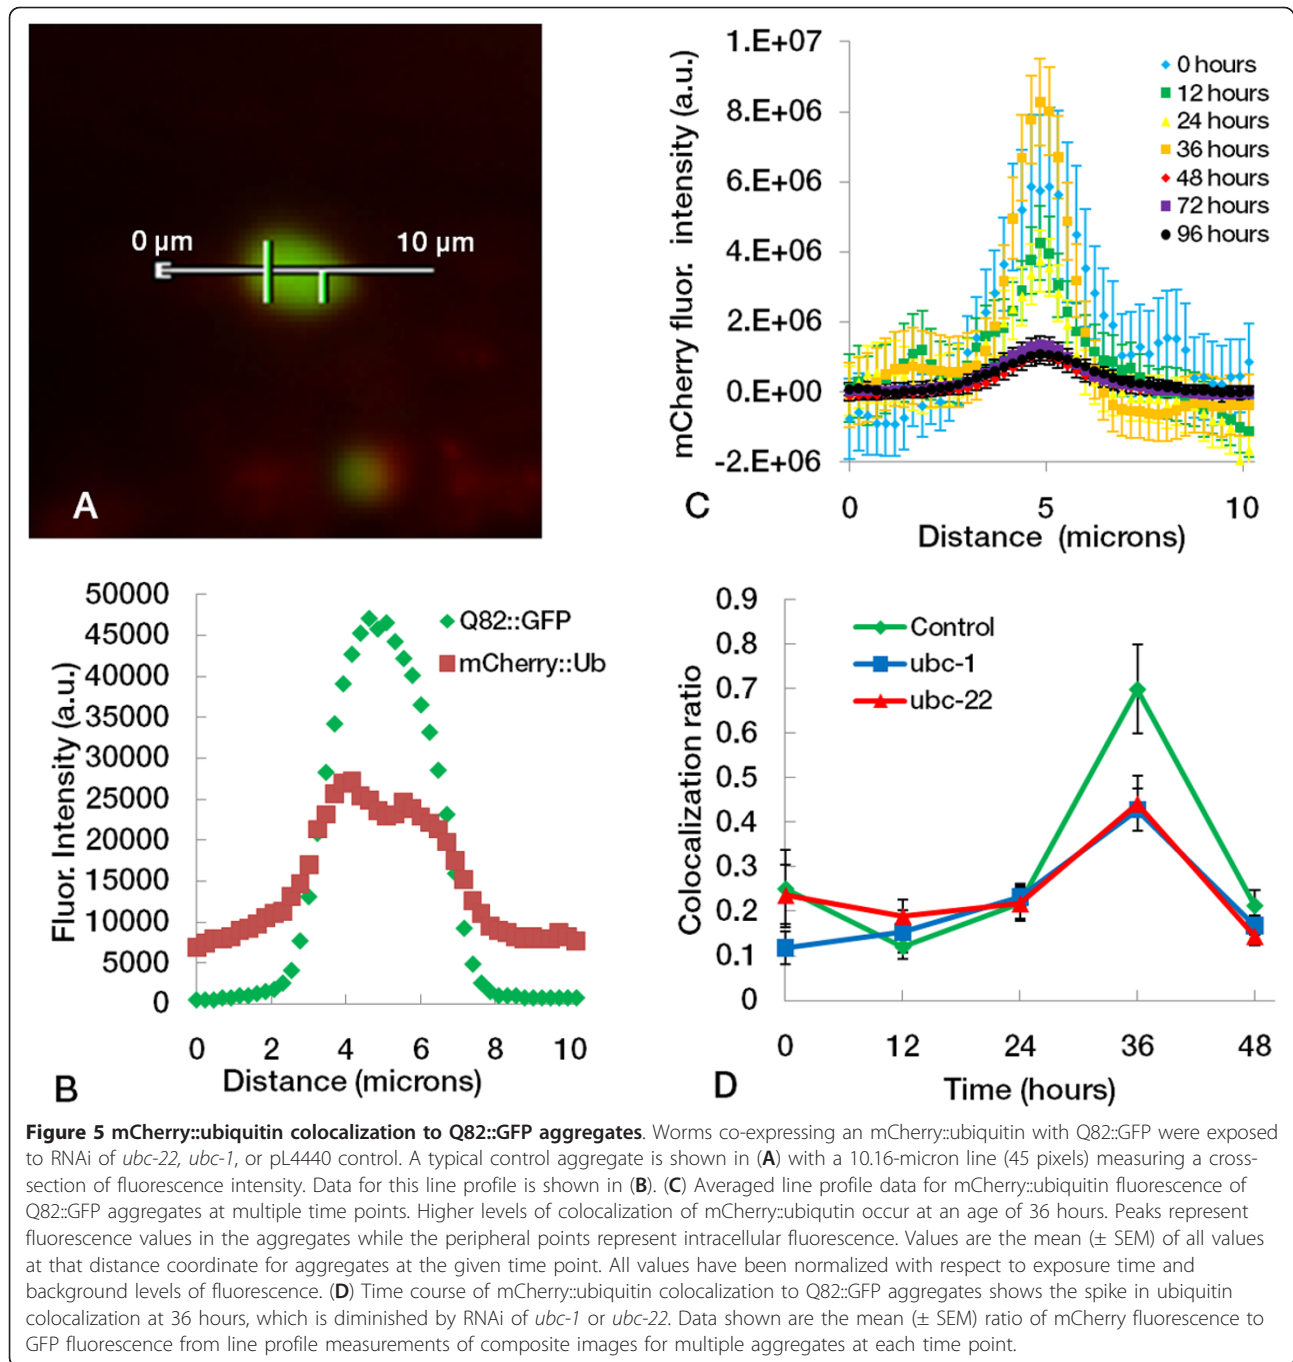 0 µm
10 µm
A
1.E+07
8.E+06
6.E+06
4.E+06
2.E+06
0.E+00
-2.E+06
mCherry fluor. intensity (a.u.)
0 hours
12 hours
24 hours
36 hours
48 hours
72 hours
96 hours
0
5
10
C
Distance (microns)
50000
45000
40000
35000
30000
25000
20000
15000
10000
5000
0
Fluor. Intensity (a.u.)
Q82::GFP
mCherry::Ub
0
2
4
6
8
10
B
Distance (microns)
0.9
0.8
0.7
0.6
0.5
0.4
0.3
0.2
0.1
0
Colocalization ratio
Control
ubc-1
ubc-22
0
12
24
36
48
D
Time (hours)
Figure 5 mCherry::ubiquitin colocalization to Q82::GFP aggregates. Worms co-expressing an mCherry::ubiquitin with Q82::GFP were exposed
to RNAi of ubc-22, ubc-1, or pL4440 control. A typical control aggregate is shown in (A) with a 10.16-micron line (45 pixels) measuring a cross-
section of fluorescence intensity. Data for this line profile is shown in (B). (C) Averaged line profile data for mCherry::ubiquitin fluorescence of
Q82::GFP aggregates at multiple time points. Higher levels of colocalization of mCherry::ubiqutin occur at an age of 36 hours. Peaks represent
fluorescence values in the aggregates while the peripheral points represent intracellular fluorescence. Values are the mean (± SEM) of all values
at that distance coordinate for aggregates at the given time point. All values have been normalized with respect to exposure time and
background levels of fluorescence. (D) Time course of mCherry::ubiquitin colocalization to Q82::GFP aggregates shows the spike in ubiquitin
colocalization at 36 hours, which is diminished by RNAi of ubc-1 or ubc-22. Data shown are the mean (± SEM) ratio of mCherry fluorescence to
GFP fluorescence from line profile measurements of composite images for multiple aggregates at each time point.